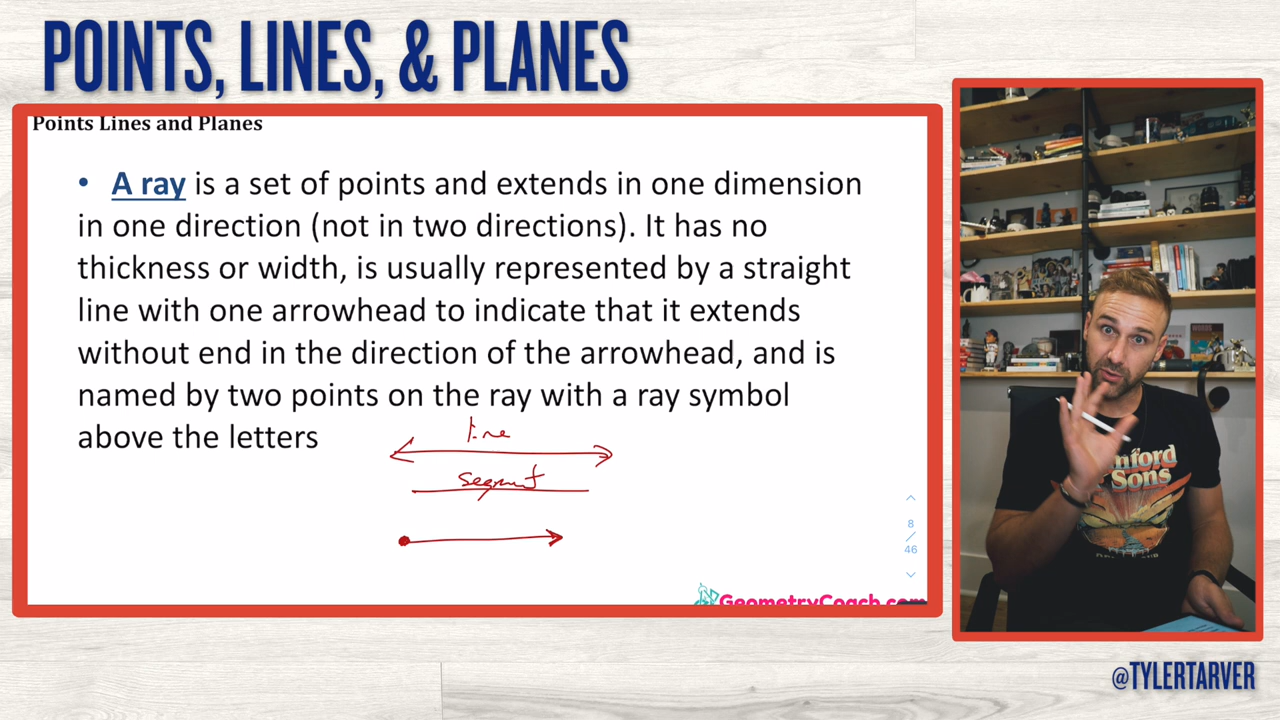 POINTS, LINES, & PLANES
Points Lines and Planes
• A ray is a set of points and extends in one dimension
in one direction (not in two directions). It has no
thickness or width, is usually represented by a straight
line with one arrowhead to indicate that it extends
without end in the direction of the arrowhead, and is
named by two points on the ray with a ray symbol
above the letters
line
segment
8
/
46
GeometryCoach.com
@TYLERTARVER